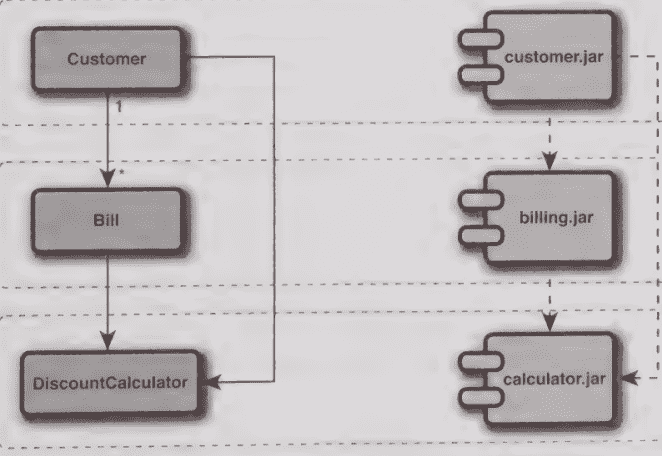 Customer
customer.jar
1
*
Bill
billing.jar
DiscountCalculator
calculator.jar